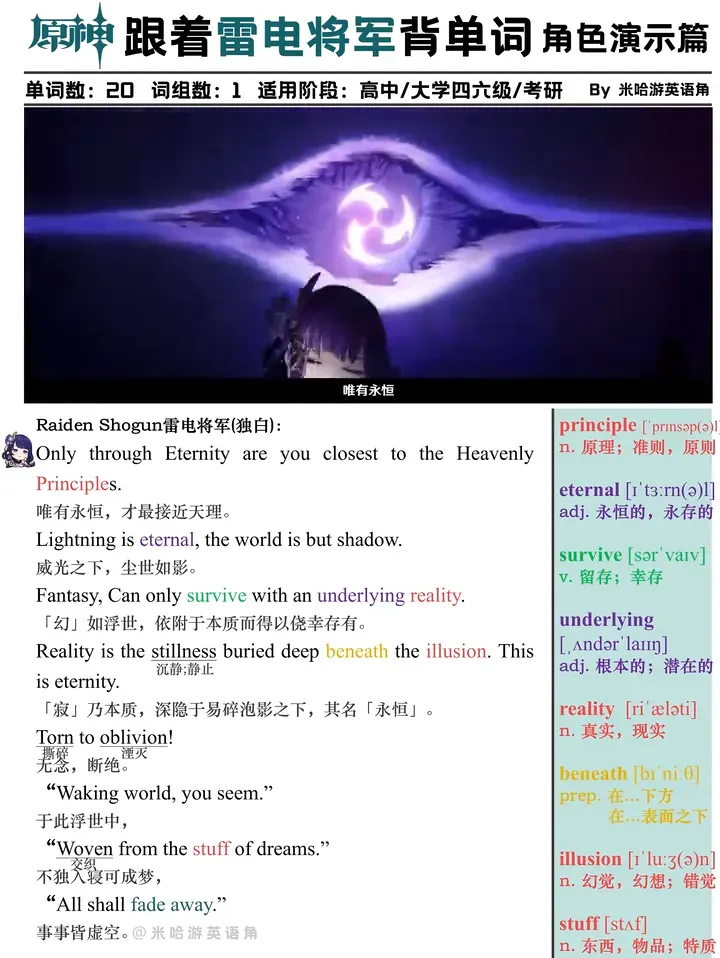 原神 跟着雷电将军背单词 角色演示篇
单词数：20 词组数：1 适用阶段：高中/大学四六级/考研 By 米哈游英语角
唯有永恒
Raiden Shogun雷电将军(独白)：
Only through Eternity are you closest to the Heavenly
Principles.
唯有永恒，才最接近天理。
Lightning is eternal, the world is but shadow.
威光之下，尘世如影。
Fantasy, Can only survive with an underlying reality.
「幻」如浮世，依附于本质而得以侥幸存有。
Reality is the stillness buried deep beneath the illusion. This
沉静;静止
is eternity.
「寂」乃本质，深隐于易碎泡影之下，其名「永恒」。
Torn to oblivion!
撕碎 湮灭
无念，断绝。
“Waking world, you seem.”
于此浮世中，
“Woven from the stuff of dreams.”
交织
不独入寝可成梦，
“All shall fade away.”
事事皆虚空。@米哈游英语角
principle [ˈprɪnsəp(ə)l
n. 原理；准则，原则
eternal [ɪˈtɜːrn(ə)l]
adj. 永恒的，永存的
survive [sərˈvaɪv]
v. 留存；幸存
underlying
[ˌʌndərˈlaɪɪŋ]
adj. 根本的；潜在的
reality [riˈæləti]
n. 真实，现实
beneath [bɪˈniːθ]
prep. 在...下方
在...表面之下
illusion [ɪˈluːʒ(ə)n]
n. 幻觉，幻想；错觉
stuff [stʌf]
n. 东西，物品；特质